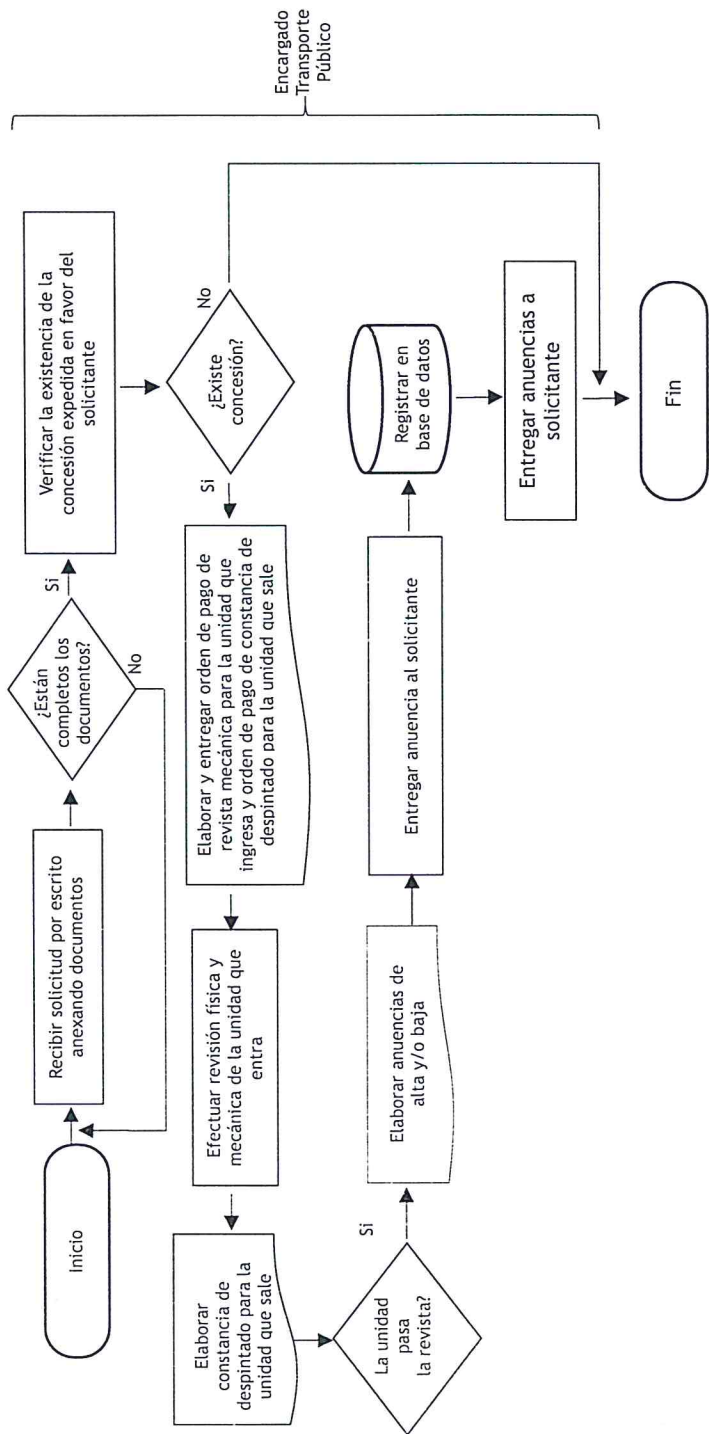 Inicio
Recibir solicitud por escrito
anexando documentos
¿Están
completos los
documentos?
Si
No
Verificar la existencia de la
concesión expedida en favor del
solicitante
¿Existe
concesión?
No
Si
Elaborar y entregar orden de pago de
revista mecánica para la unidad que
ingresa y orden de pago de constancia de
despintado para la unidad que sale
Efectuar revisión física y
mecánica de la unidad que
entra
Elaborar
constancia de
despintado para la
unidad que sale
La unidad
pasa
la revista?
Si
Elaborar anuencias de
alta y/o baja
Entregar anuencia al solicitante
Registrar en
base de datos
Entregar anuencias a
solicitante
Fin
Encargado
Transporte
Público